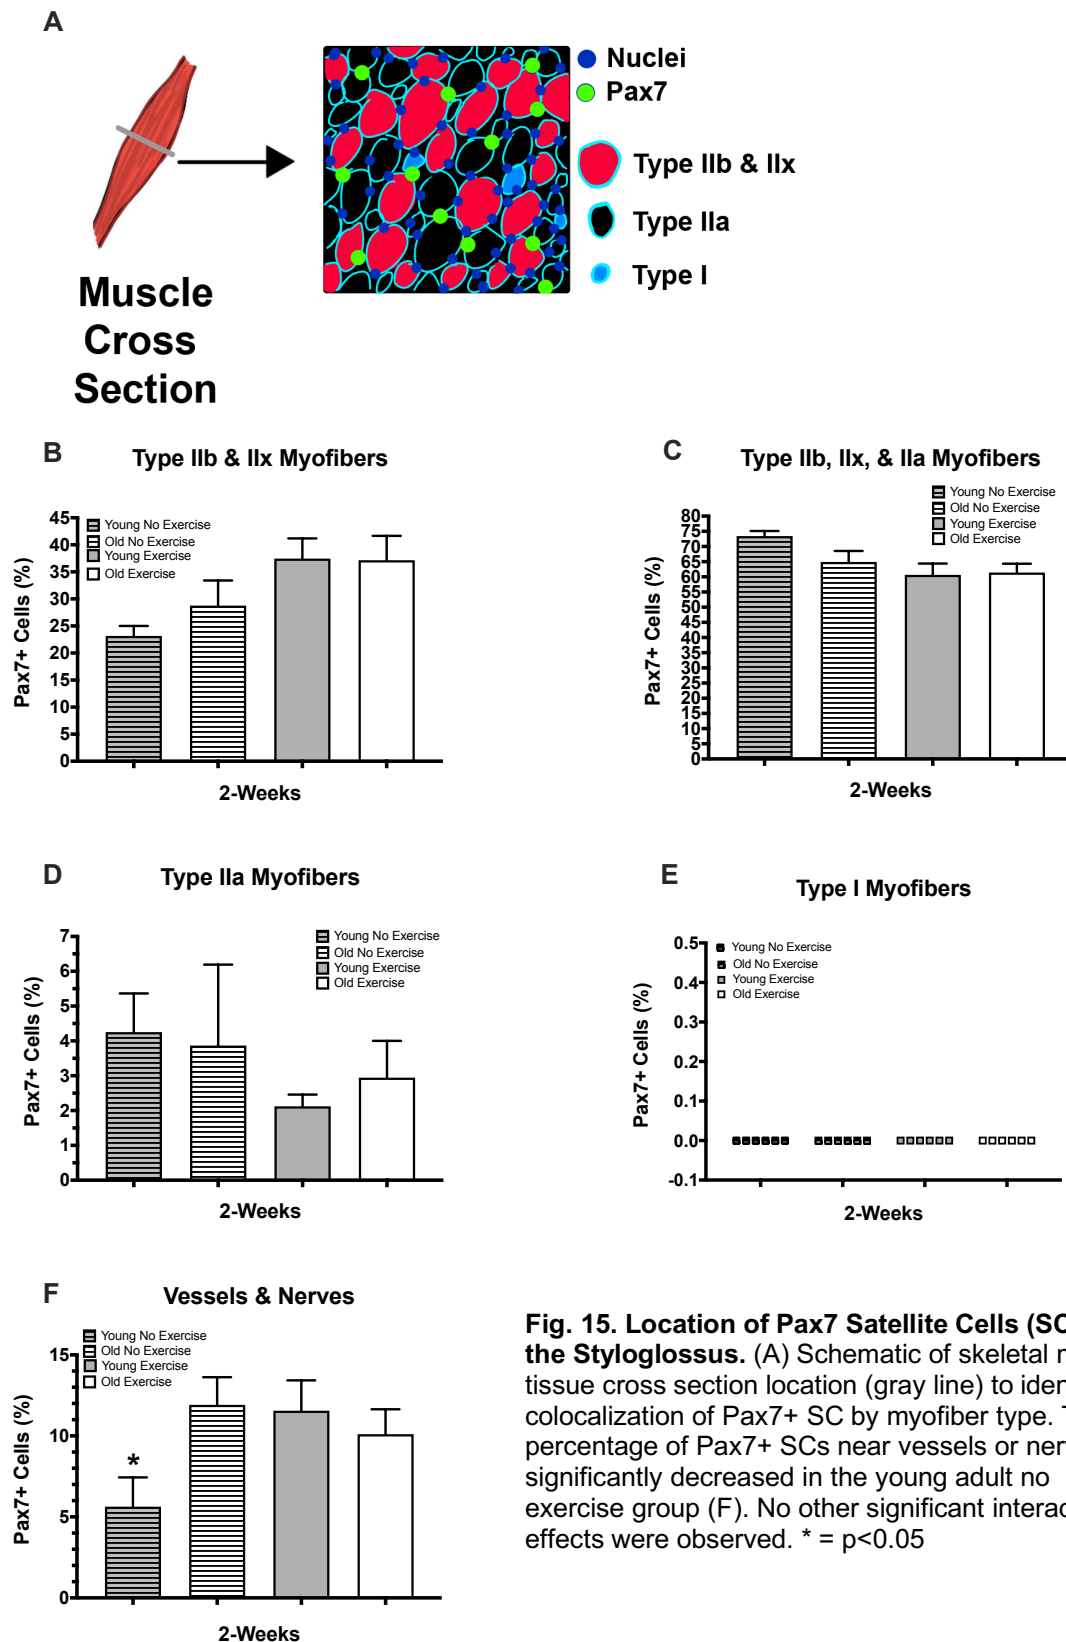 A
Nuclei
Pax7
Type IIb & IIx
Type IIa
Type I
Muscle
Cross
Section
B
Type IIb & IIx Myofibers
Young No Exercise
Old No Exercise
Young Exercise
Old Exercise
Pax7+ Cells (%)
45
40
35
30
25
20
15
10
5
0
2-Weeks
C
Type IIb, IIx, & IIa Myofibers
Young No Exercise
Old No Exercise
Young Exercise
Old Exercise
Pax7+ Cells (%)
80
75
70
65
60
55
50
45
40
35
30
25
20
15
10
5
0
2-Weeks
D
Type IIa Myofibers
Young No Exercise
Old No Exercise
Young Exercise
Old Exercise
Pax7+ Cells (%)
7
6
5
4
3
2
1
0
2-Weeks
E
Type I Myofibers
Young No Exercise
Old No Exercise
Young Exercise
Old Exercise
Pax7+ Cells (%)
0.5
0.4
0.3
0.2
0.1
0.0
-0.1
2-Weeks
F
Vessels & Nerves
Young No Exercise
Old No Exercise
Young Exercise
Old Exercise
Pax7+ Cells (%)
15
10
5
0
*
2-Weeks
Fig. 15. Location of Pax7 Satellite Cells (SC
the Styloglossus. (A) Schematic of skeletal
tissue cross section location (gray line) to
colocalization of Pax7+ SC by myofiber type.
percentage of Pax7+ SCs near vessels or
significantly decreased in the young adult no
exercise group (F). No other significant
effects were observed. * = p<0.05